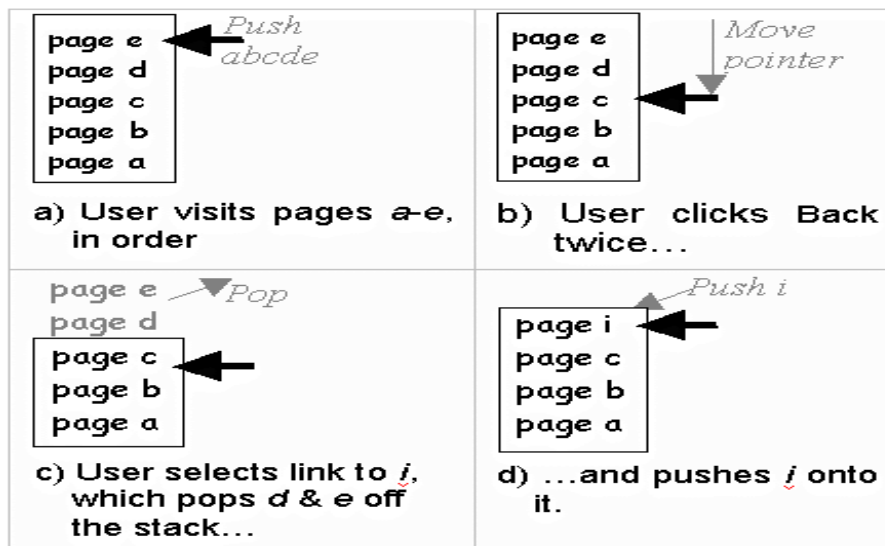 page e
page d
page c
page b
page a
Push
abcde
a) User visits pages a-e,
in order
page e
page d
page c
page b
page a
Move
pointer
b) User clicks Back
twice...
page e
page d
Pop
page c
page b
page a
c) User selects link to i,
which pops d & e off
the stack...
Push i
page i
page c
page b
page a
d) ...and pushes i onto
it.